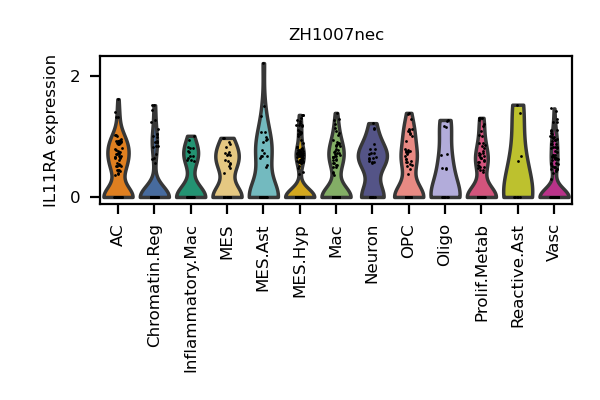 ZH1007nec
IL11RA expression
2
0
AC
Chromatin.Reg
Inflammatory.Mac
MES
MES.Ast
MES.Hyp
Mac
Neuron
OPC
Oligo
Prolif.Metab
Reactive.Ast
Vasc